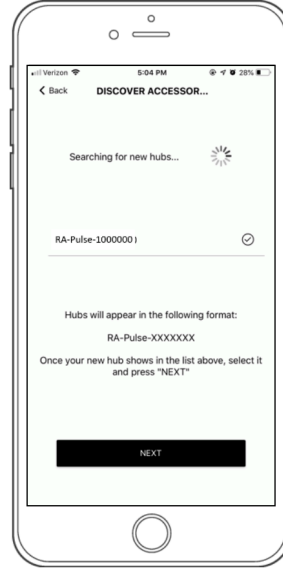 Verizon 5:04 PM 28%
Back DISCOVER ACCESSOR...
Searching for new hubs...
RA-Pulse-1000000)
Hubs will appear in the following format:
RA-Pulse-XXXXXXX
Once your new hub shows in the list above, select it
and press "NEXT"
NEXT